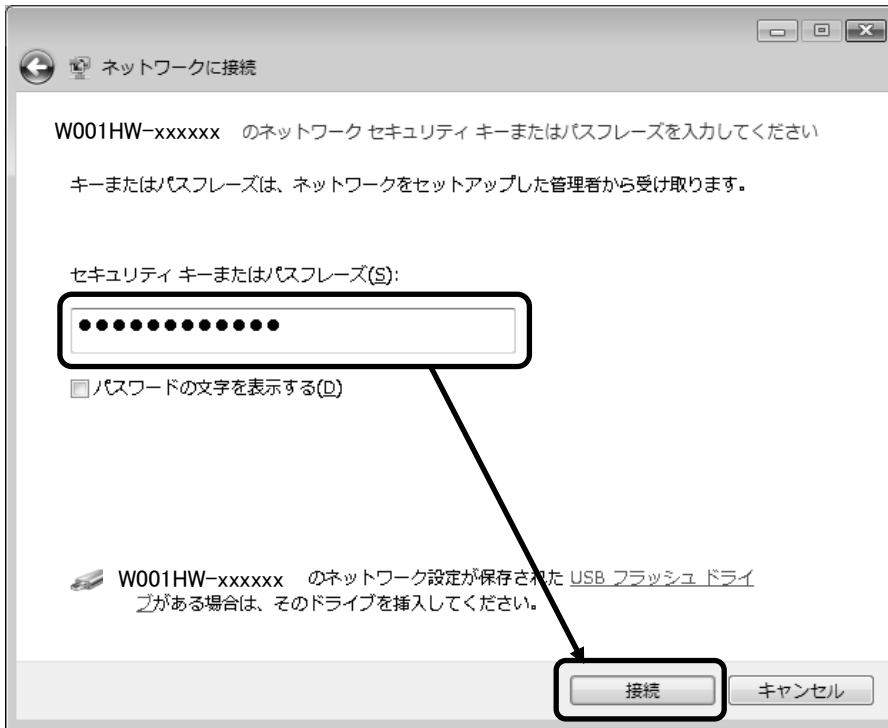 ネットワークに接続
W001HW-xxxxxx のネットワーク セキュリティ キーまたはパスフレーズを入力してください
キーまたはパスフレーズは、ネットワークをセットアップした管理者から受け取ります。
セキュリティ キーまたはパスフレーズ(S):
●●●●●●●●●●●●
パスワードの文字を表示する(D)
W001HW-xxxxxx のネットワーク設定が保存された USB フラッシュ ドライ
ブがある場合は、そのドライブを挿入してください。
接続 キャンセル